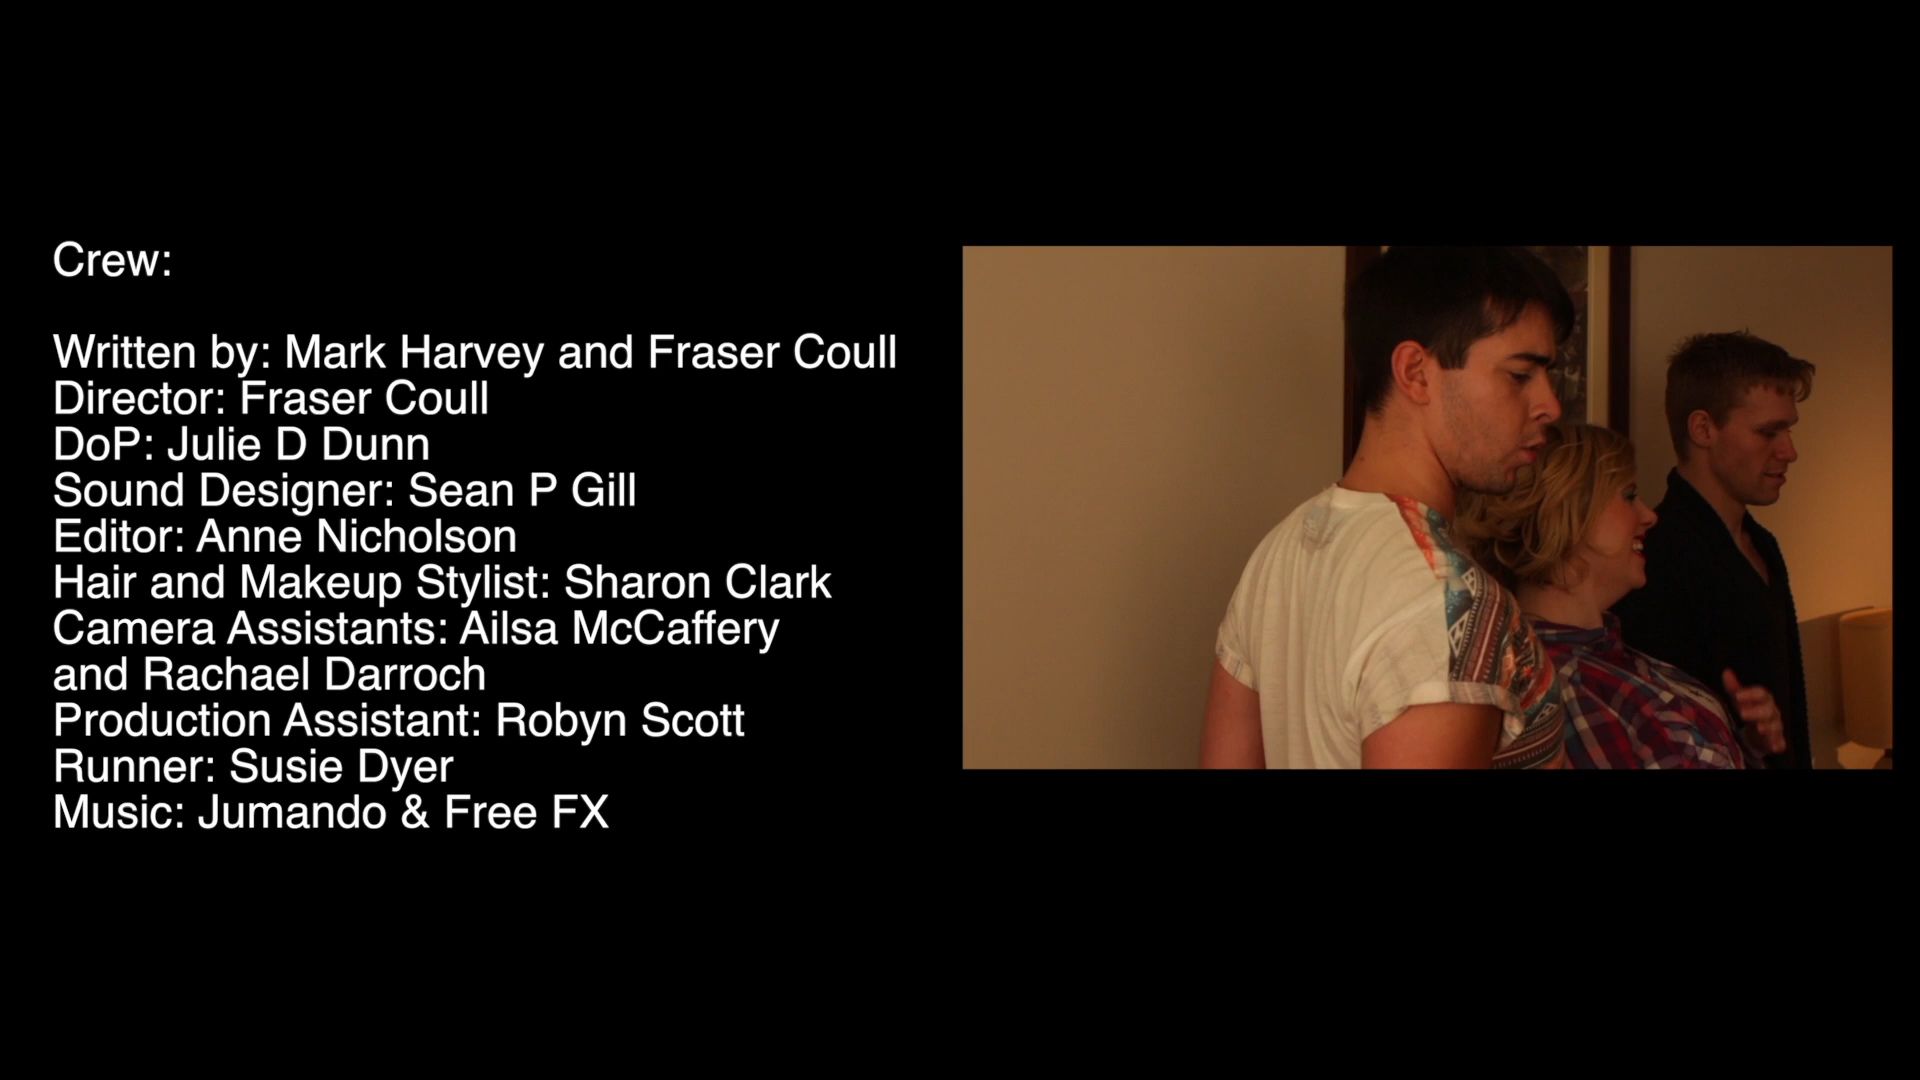 Crew:
Written by: Mark Harvey and Fraser Coull
Director: Fraser Coull
DoP: Julie D Dunn
Sound Designer: Sean P Gill
Editor: Anne Nicholson
Hair and Makeup Stylist: Sharon Clark
Camera Assistants: Ailsa McCaffery
and Rachael Darroch
Production Assistant: Robyn Scott
Runner: Susie Dyer
Music: Jumando & Free FX